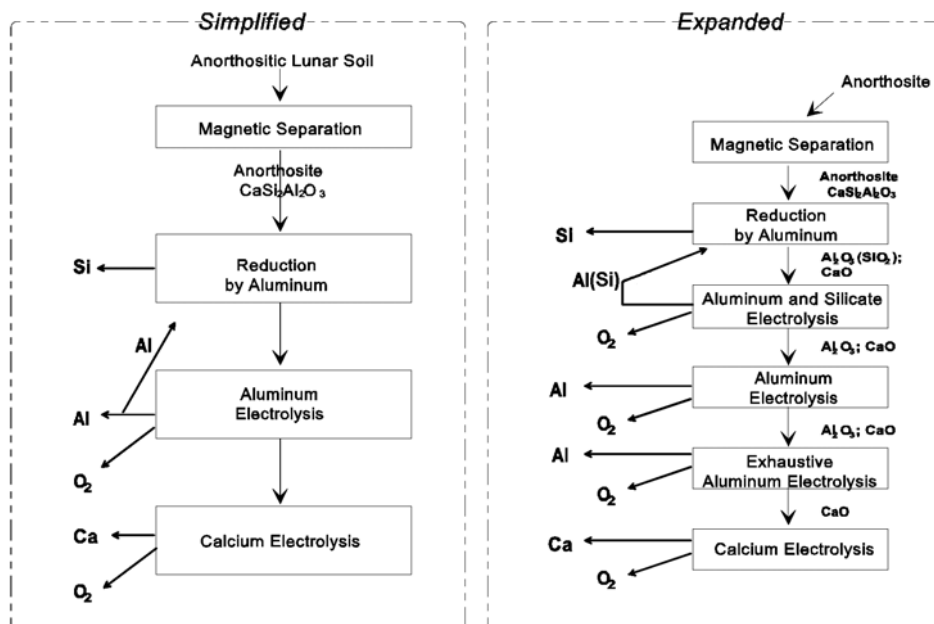 Simplified
Anorthositic Lunar Soil
Magnetic Separation
Anorthosite
CaSi₂Al₂O₃
Reduction
by Aluminum
Si
Al
Aluminum
Electrolysis
Al
O₂
Calcium Electrolysis
Ca
O₂
Expanded
Anorthosite
Magnetic Separation
Anorthosite
CaSi₂Al₂O₃
Reduction
by Aluminum
Si
Al₂O₃(SiO₂);
CaO
Al(Si)
Aluminum and Silicate
Electrolysis
O₂
Al₂O₃; CaO
Aluminum
Electrolysis
Al
O₂
Al₂O₃; CaO
Exhaustive
Aluminum Electrolysis
Al
O₂
CaO
Calcium Electrolysis
Ca
O₂